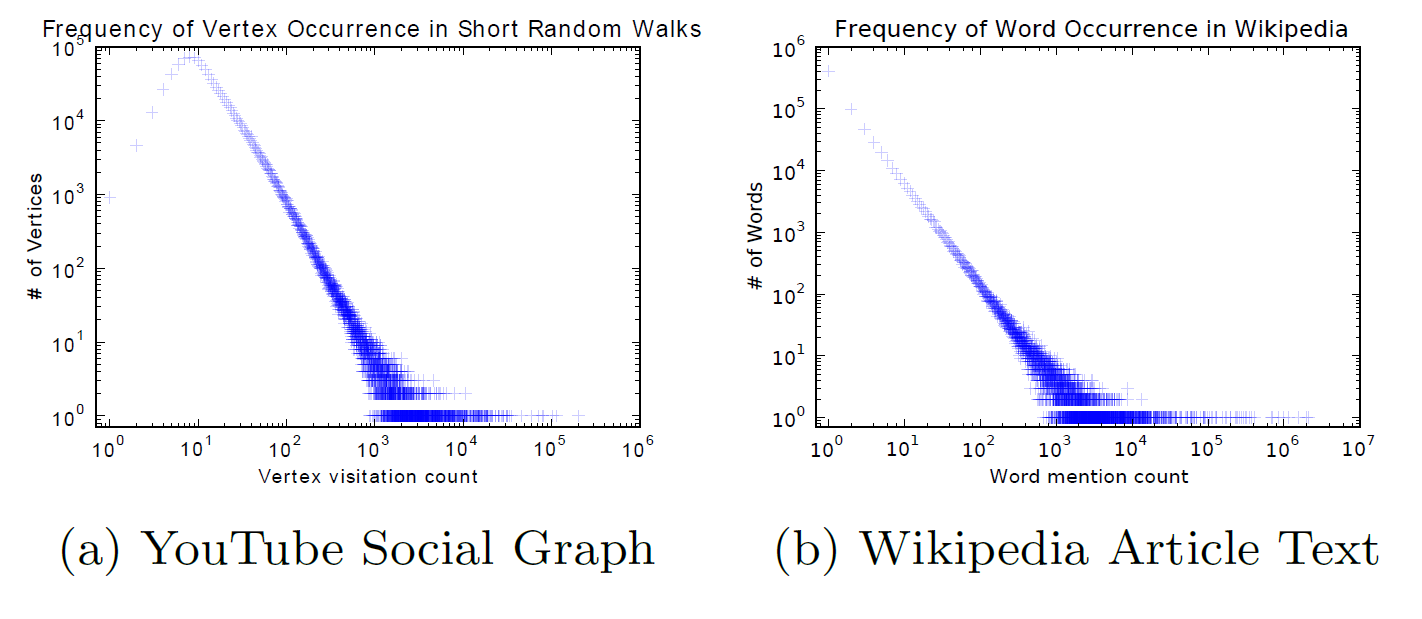 Frequency of Vertex Occurrence in Short Random Walks
10^5
10^4
10^3
10^2
10^1
10^0
# of Vertices
10^0 10^1 10^2 10^3 10^4 10^5 10^6
Vertex visitation count
(a) YouTube Social Graph
Frequency of Word Occurrence in Wikipedia
10^6
10^5
10^4
10^3
10^2
10^1
10^0
# of Words
10^0 10^1 10^2 10^3 10^4 10^5 10^6 10^7
Word mention count
(b) Wikipedia Article Text